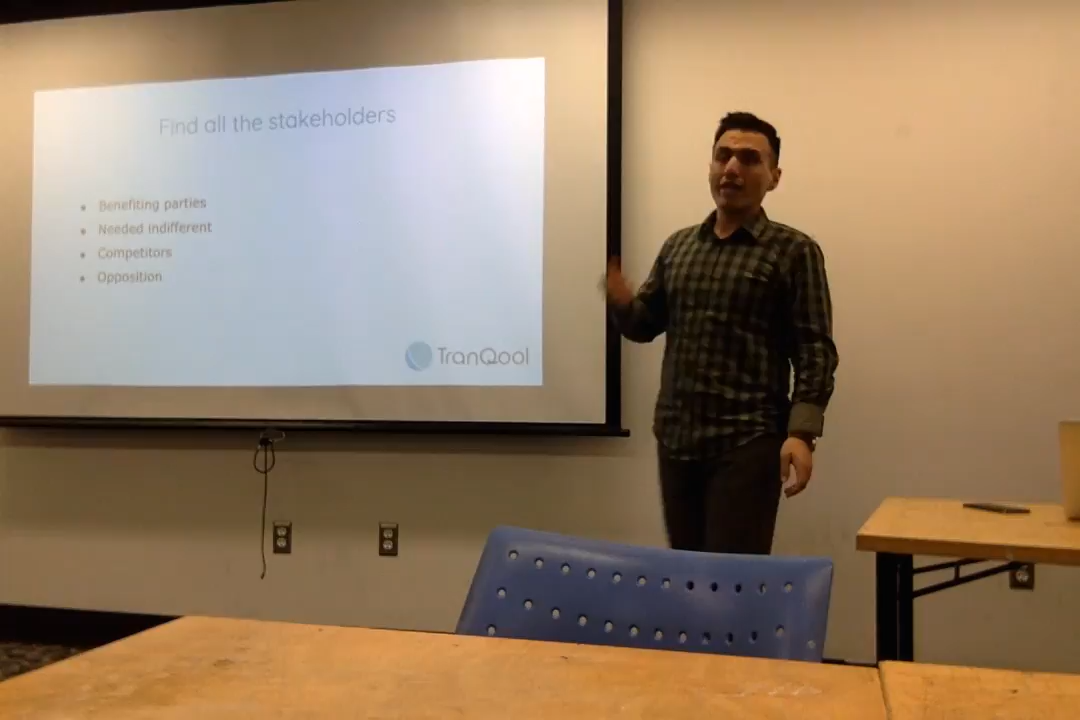 Find all the stakeholders
Benefiting parties
Needed indifferent
Competitors
Opposition
TranQool